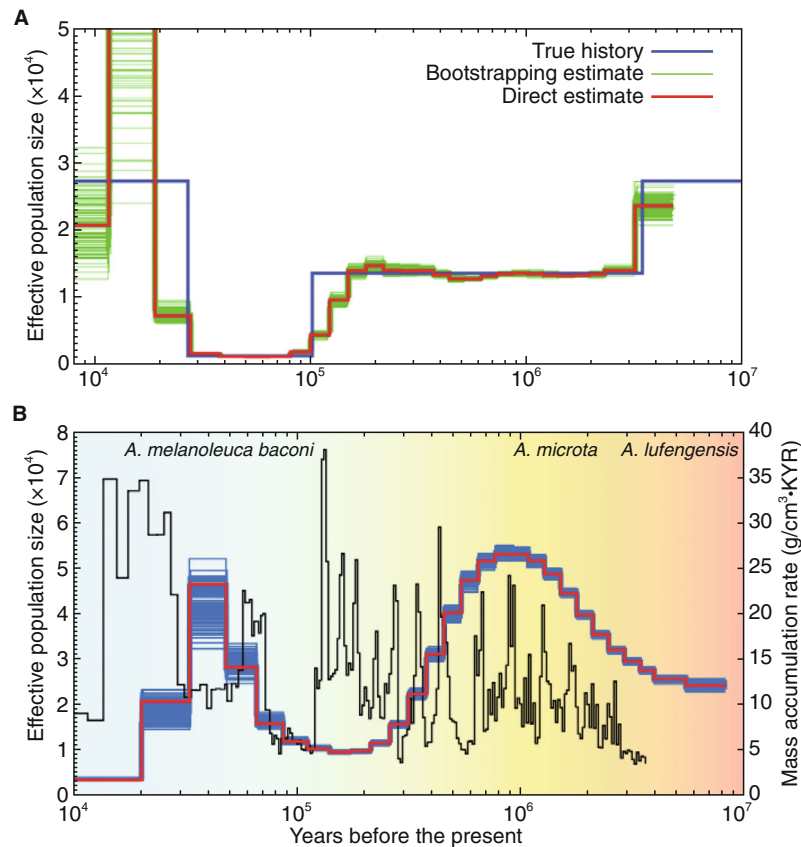 A
Effective population size (×10⁴)
5
4
3
2
1
0
True history
Bootstrapping estimate
Direct estimate
10⁴
10⁵
10⁶
10⁷
B
Effective population size (×10⁴)
8
7
6
5
4
3
2
1
0
A. melanoleuca baconi
A. microta
A. lufengensis
40
35
30
25
20
15
10
5
0
Mass accumulation rate (g/cm³•KYR)
10⁴
10⁵
10⁶
10⁷
Years before the present